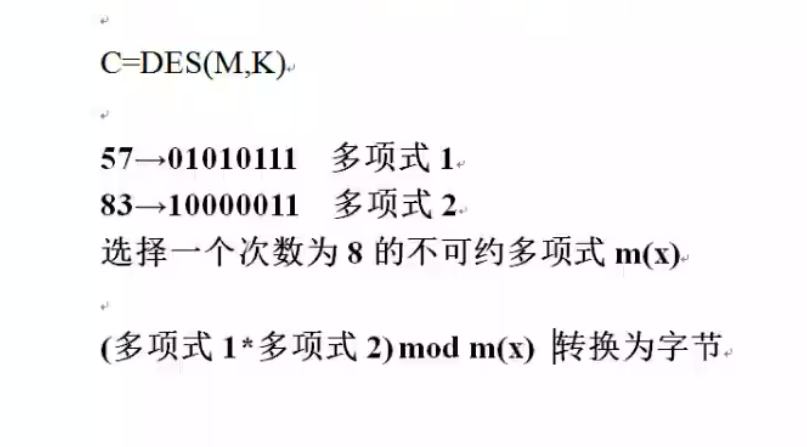 C=DES(M,K)
57→01010111 多项式 1
83→10000011 多项式 2
选择一个次数为 8 的不可约多项式 m(x)
(多项式 1*多项式 2) mod m(x) 转换为字节